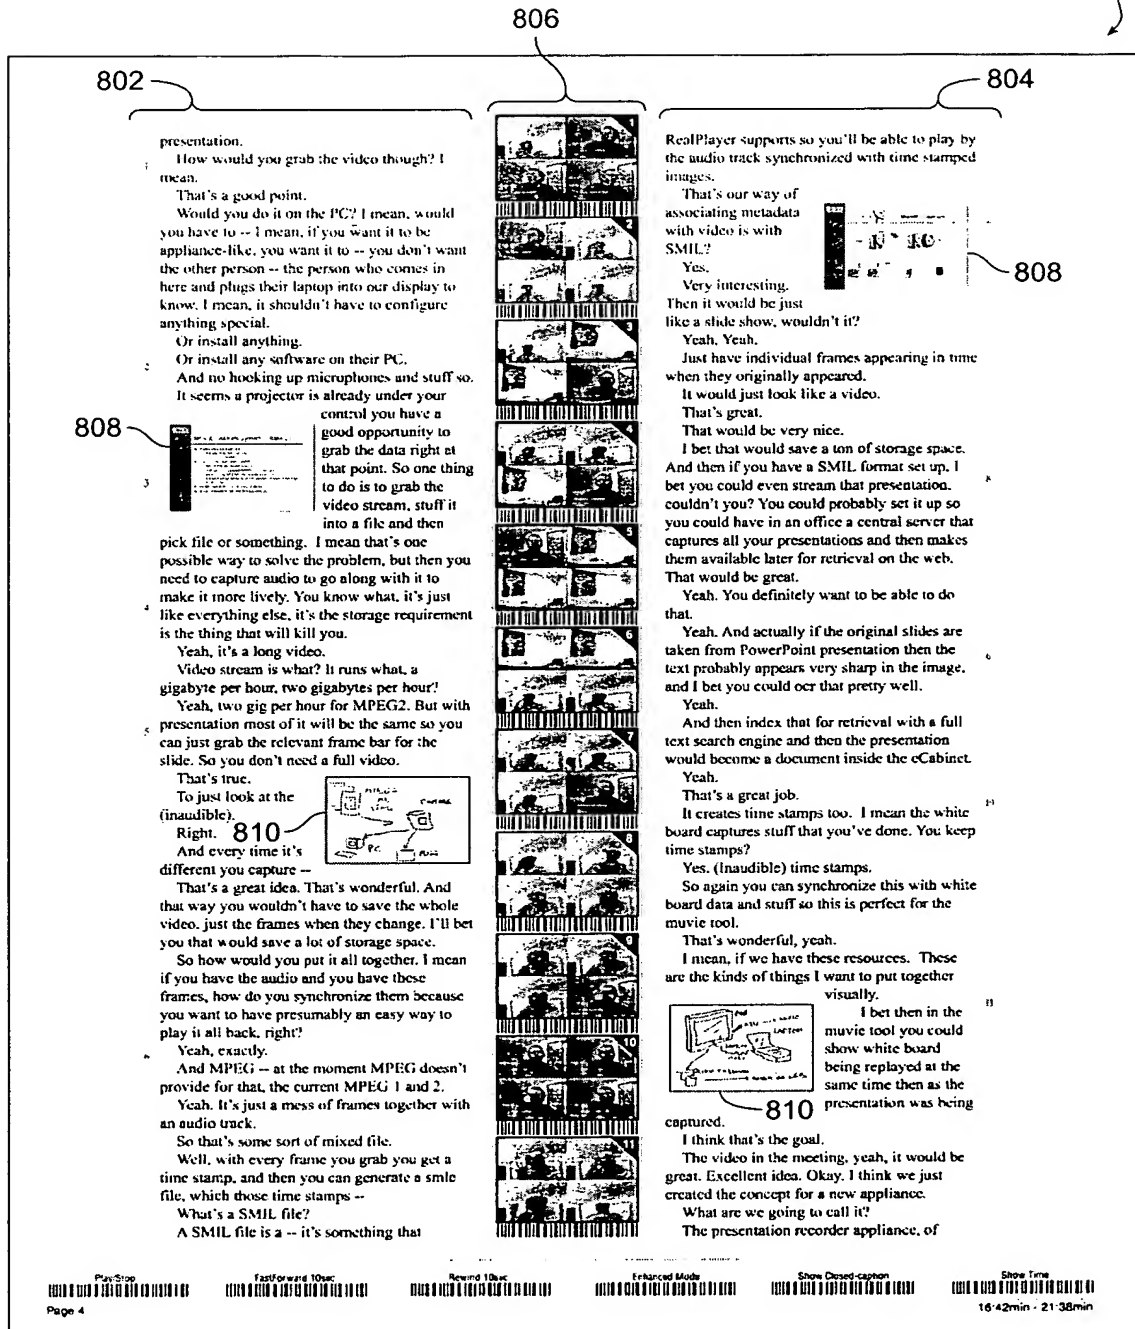 806
802
804
presentation.
How would you grab the video though? I
mean.
That's a good point.
Would you do it on the PC? I mean, would
you have to -- I mean, if you want it to be
appliance-like, you want it to -- you don't want
the other person -- the person who comes in
here and plugs their laptop into our display to
know, I mean, it shouldn't have to configure
anything special.
Or install anything.
Or install any software on their PC.
And no hooking up microphones and stuff so.
It seems a projector is already under your
control you have a
good opportunity to
grab the data right at
that point. So one thing
to do is to grab the
video stream, stuff it
into a file and then
pick file or something. I mean that's one
possible way to solve the problem, but then you
need to capture audio to go along with it to
make it more lively. You know what, it's just
like everything else, it's the storage requirement
is the thing that will kill you.
Yeah, it's a long video.
Video stream is what? It runs what, a
gigabyte per hour, two gigabytes per hour?
Yeah, two gig per hour for MPEG2. But with
presentation most of it will be the same so you
can just grab the relevant frame bar for the
slide. So you don't need a full video.
That's true.
To just look at the
(inaudible).
Right.
And every time it's
different you capture --
That's a great idea. That's wonderful. And
that way you wouldn't have to save the whole
video, just the frames when they change. I'll bet
you that would save a lot of storage space.
So how would you put it all together. I mean
if you have the audio and you have these
frames, how do you synchronize them because
you want to have presumably an easy way to
play it all back, right?
Yeah, exactly.
And MPEG -- at the moment MPEG doesn't
provide for that, the current MPEG 1 and 2.
Yeah. It's just a mess of frames together with
an audio track.
So that's some sort of mixed file.
Well, with every frame you grab you get a
time stamp, and then you can generate a smle
file, which those time stamps --
What's a SMIL file?
A SMIL file is a -- it's something that
808
810
2
3
4
5
1
2
3
4
5
6
7
8
9
10
11
RealPlayer supports so you'll be able to play by
the audio track synchronized with time stamped
images.
That's our way of
associating metadata
with video is with
SMIL?
Yes.
Very interesting.
Then it would be just
like a slide show, wouldn't it?
Yeah. Yeah.
Just have individual frames appearing in time
when they originally appeared.
It would just look like a video.
That's great.
That would be very nice.
I bet that would save a ton of storage space.
And then if you have a SMIL format set up, I
bet you could even stream that presentation,
couldn't you? You could probably set it up so
you could have in an office a central server that
captures all your presentations and then makes
them available later for retrieval on the web.
That would be great.
Yeah. You definitely want to be able to do
that.
Yeah. And actually if the original slides are
taken from PowerPoint presentation then the
text probably appears very sharp in the image,
and I bet you could ocr that pretty well.
Yeah.
And then index that for retrieval with a full
text search engine and then the presentation
would become a document inside the eCabinet.
Yeah.
That's a great job.
It creates time stamps too. I mean the white
board captures stuff that you've done. You keep
time stamps?
Yes. (Inaudible) time stamps.
So again you can synchronize this with white
board data and stuff so this is perfect for the
muvie tool.
That's wonderful, yeah.
I mean, if we have these resources. These
are the kinds of things I want to put together
visually.
I bet then in the
muvie tool you could
show white board
being replayed at the
same time then as the
presentation was being
captured.
I think that's the goal.
The video in the meeting, yeah, it would be
great. Excellent idea. Okay. I think we just
created the concept for a new appliance.
What are we going to call it?
The presentation recorder appliance, of
808
810
Play/Stop
FastForward 10sec
Rewind 10sec
Enhanced Mode
Show Closed-caption
Show Time
Page 4
16:42min - 21:38min